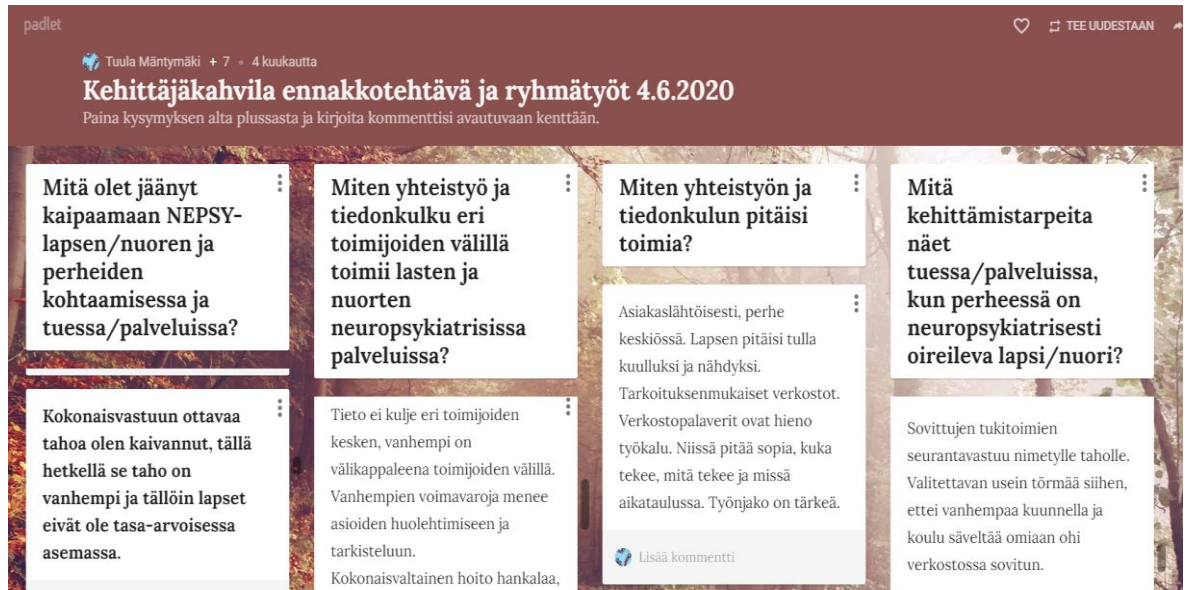 padlet
TEE UUDESTAAN
Tuula Mäntymäki + 7 • 4 kuukautta
Kehittäjäkahvila ennakkotehtävä ja ryhmätyöt 4.6.2020
Paina kysymyksen alta plussasta ja kirjoita kommenttisi avautuvaan kenttään.
Mitä olet jäänyt
kaipaamaan NEPSY-
lapsen/nuoren ja
perheiden
kohtaamisessa ja
tuessa/palveluissa?
Kokonaisvastuun ottavaa
tahoa olen kaivannut, tällä
hetkellä se taho on
vanhempi ja tällöin lapset
eivät ole tasa-arvoisessa
asemassa.
Miten yhteistyö ja
tiedonkulku eri
toimijoiden välillä
toimii lasten ja
nuorten
neuropsykiatrisissa
palveluissa?
Tieto ei kulje eri toimijoiden
kesken, vanhempi on
välikappaleena toimijoiden välillä.
Vanhempien voimavaroja menee
asioiden huolehtimiseen ja
tarkisteluun.
Kokonaisvaltainen hoito hankalaa,
Miten yhteistyön ja
tiedonkulun pitäisi
toimia?
Asiakaslähtöisesti, perhe
keskiössä. Lapsen pitäisi tulla
kuulluksi ja nähdyksi.
Tarkoituksenmukaiset verkostot.
Verkostopalaverit ovat hieno
työkalu. Niissä pitää sopia, kuka
tekee, mitä tekee ja missä
aikataulussa. Työnjako on tärkeä.
Lisää kommentti
Mitä
kehittämistarpeita
näet
tuessa/palveluissa,
kun perheessä on
neuropsykiatrisesti
oireileva lapsi/nuori?
Sovittujen tukitoimien
seurantavastuu nimetylle taholle.
Valitettavan usein törmää siihen,
ettei vanhempaa kuunnella ja
koulu säveltää omiaan ohi
verkostossa sovitun.